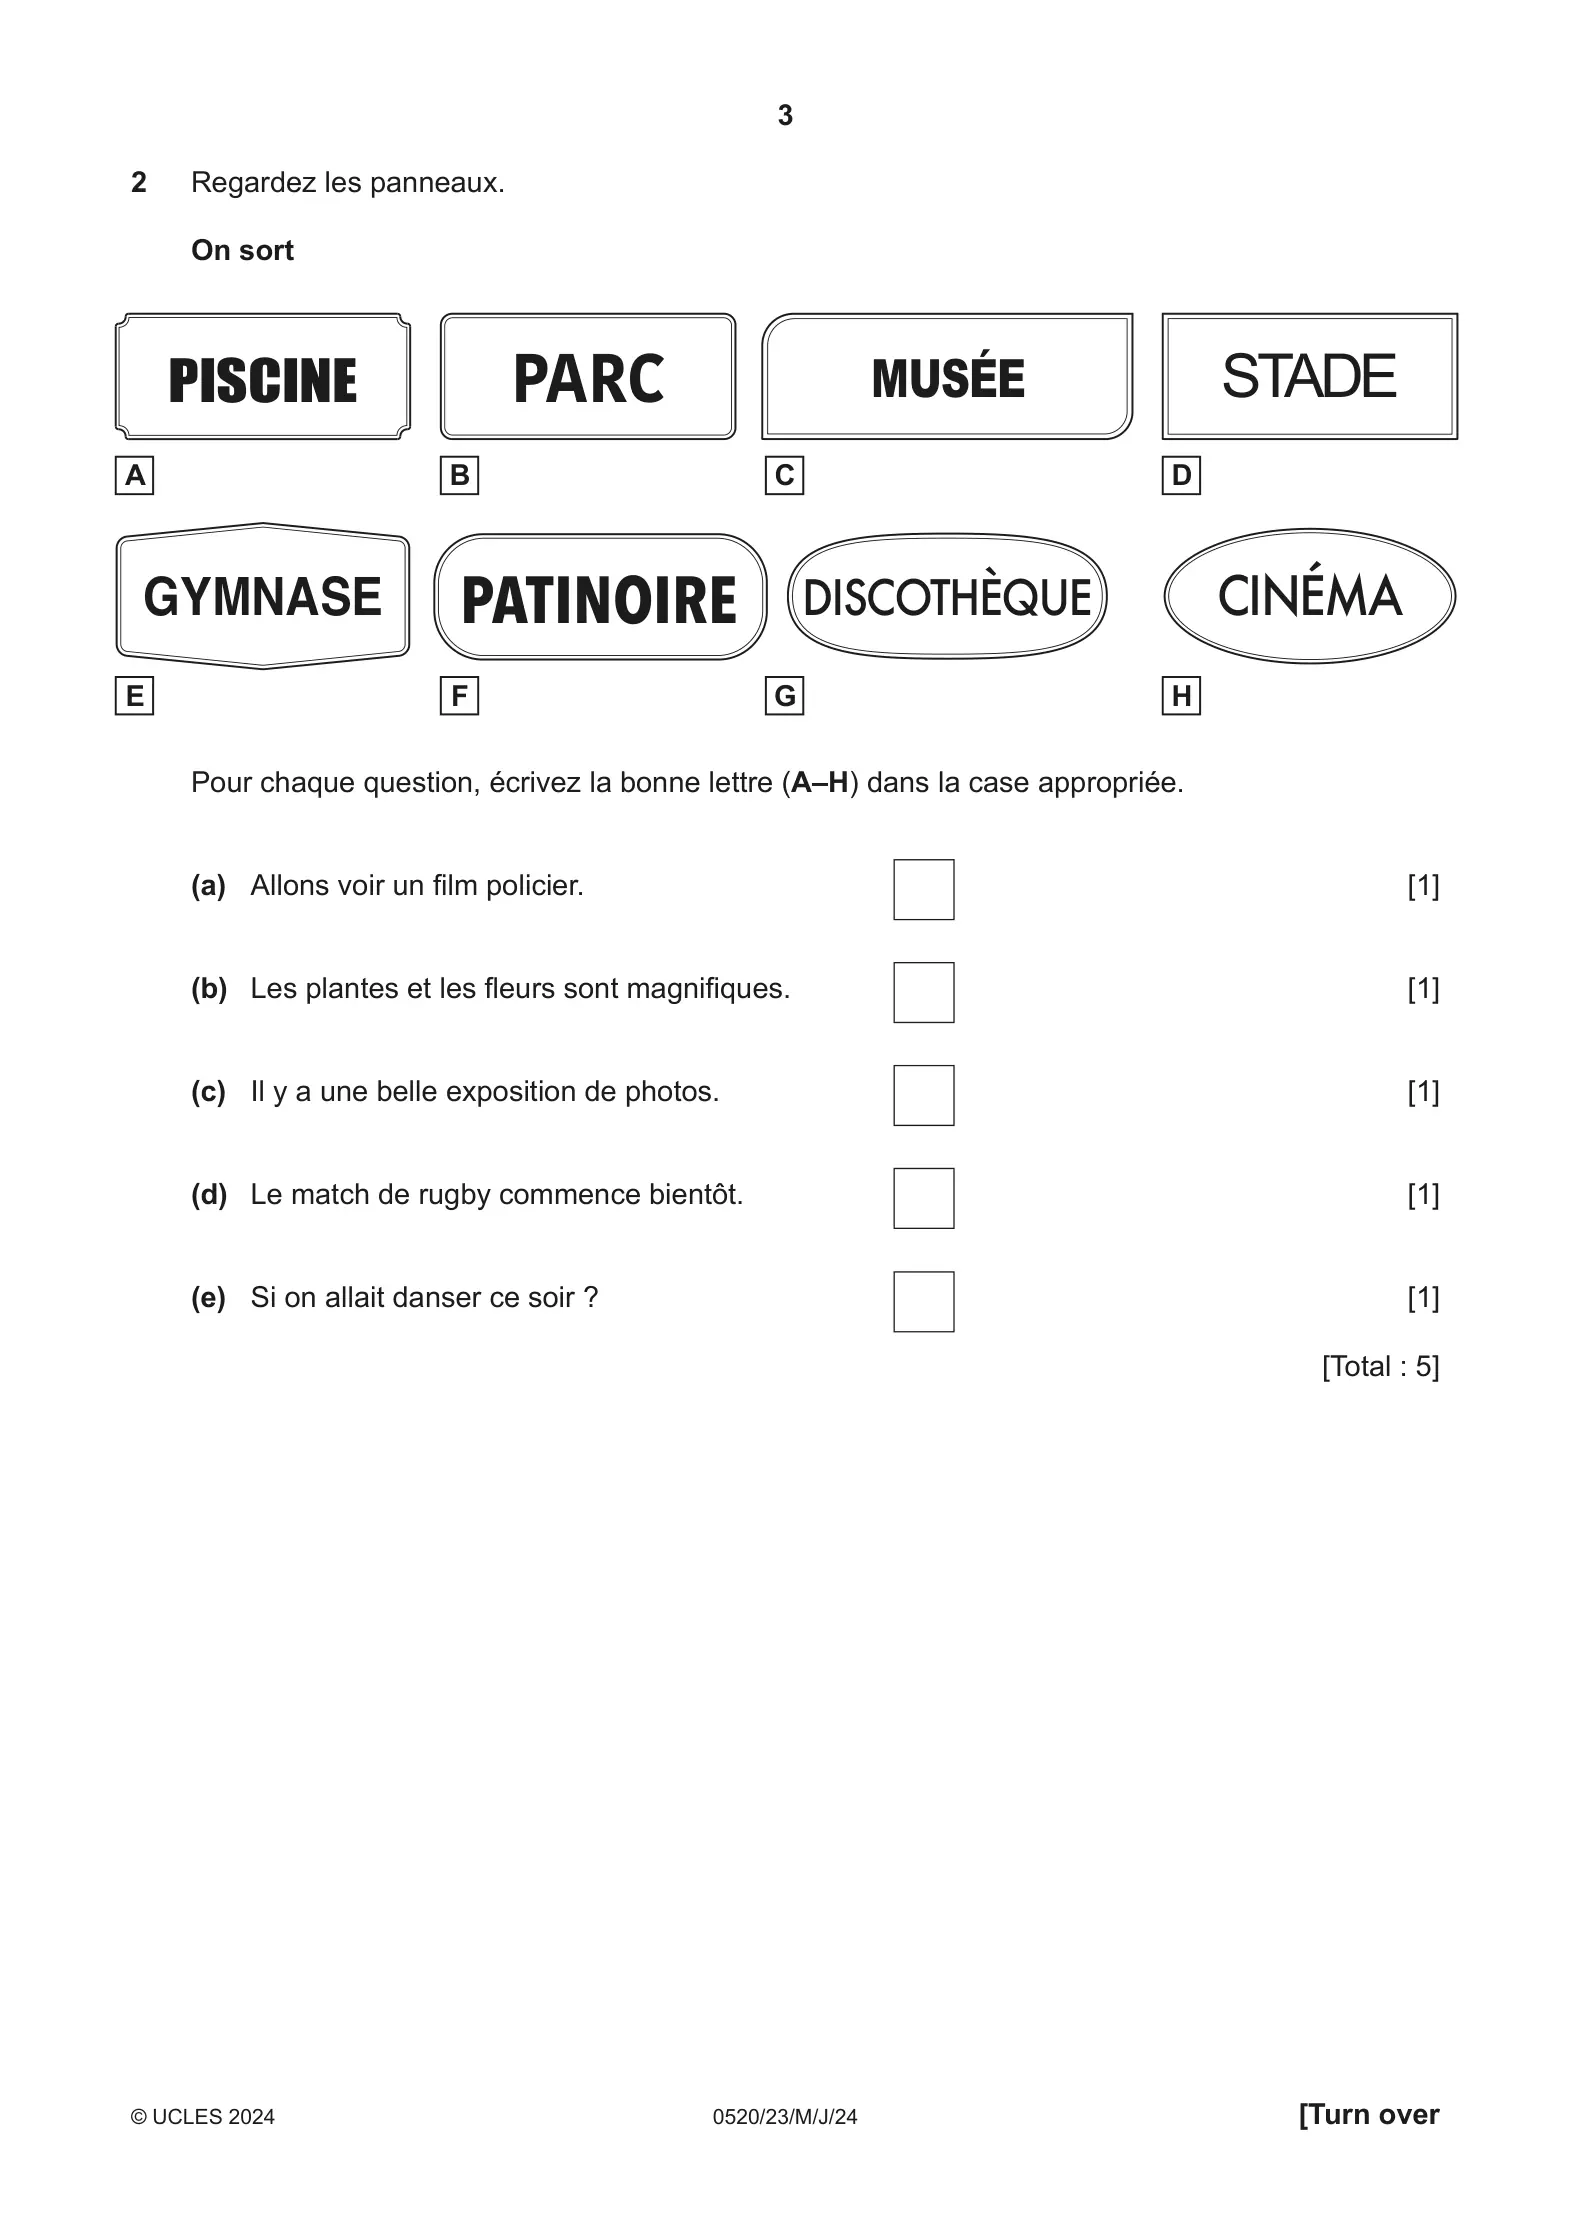 3
2 Regardez les panneaux.
On sort
PISCINE PARC MUSÉE STADE
A B C D
GYMNASE PATINOIRE DISCOTHÈQUE CINÉMA
E F G H
Pour chaque question, écrivez la bonne lettre (A–H) dans la case appropriée.
(a) Allons voir un film policier. [1]
(b) Les plantes et les fleurs sont magnifiques. [1]
(c) Il y a une belle exposition de photos. [1]
(d) Le match de rugby commence bientôt. [1]
(e) Si on allait danser ce soir ? [1]
[Total : 5]
© UCLES 2024 0520/23/M/J/24 [Turn over